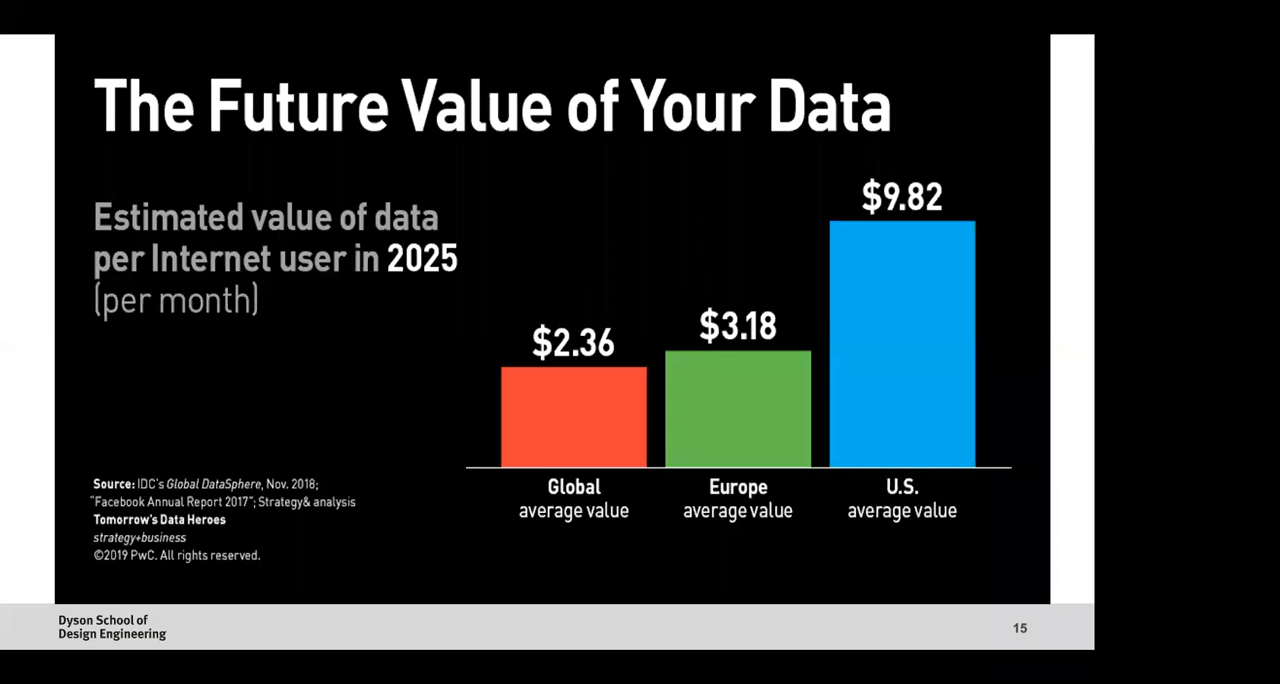 The Future Value of Your Data
Estimated value of data
per Internet user in 2025
(per month)
$2.36
$3.18
$9.82
Global
average value
Europe
average value
U.S.
average value
Source: IDC's Global DataSphere, Nov. 2018;
"Facebook Annual Report 2017"; Strategy& analysis
Tomorrow's Data Heroes
strategy+business
©2019 PwC. All rights reserved.
Dyson School of
Design Engineering
15